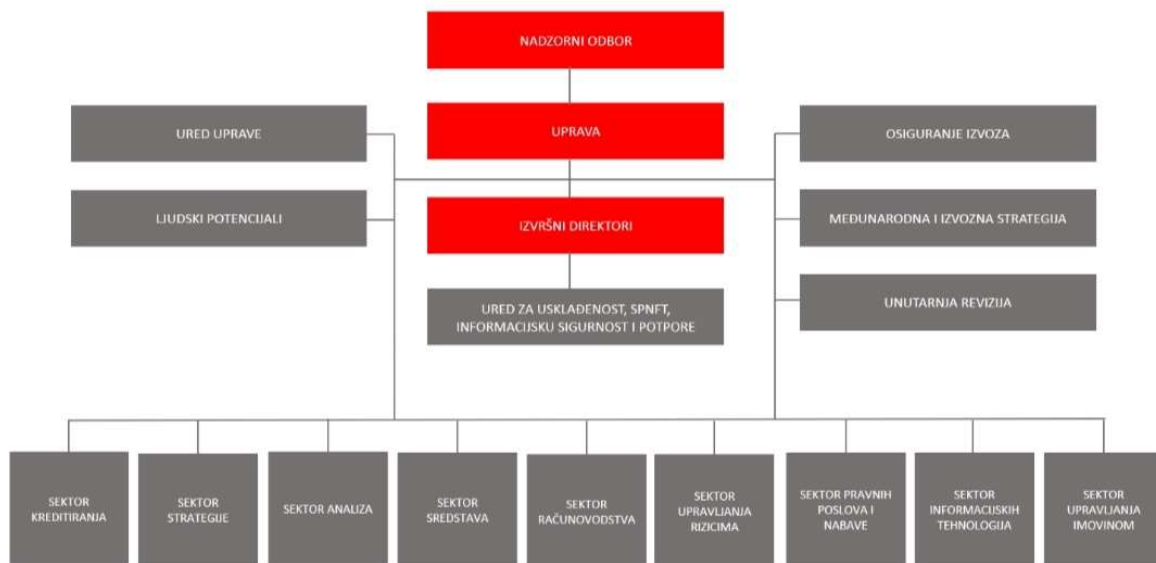 NADZORNI ODBOR
URED UPRAVE
UPRAVA
OSIGURANJE IZVOZA
LJUDSKI POTENCIJALI
IZVRŠNI DIREKTORI
MEĐUNARODNA I IZVOZNA STRATEGIJA
URED ZA USKLAĐENOST, SPNFT,
INFORMACIJSKU SIGURNOST I POTPORE
UNUTARNJA REVIZIJA
SEKTOR
KREDITIRANJA
SEKTOR
STRATEGIJE
SEKTOR ANALIZA
SEKTOR
SREDSTAVA
SEKTOR
RAČUNOVODSTVA
SEKTOR
UPRAVLJANJA
RIZICIMA
SEKTOR PRAVNIH
POSLOVA I
NABAVE
SEKTOR
INFORMACIJSKIH
TEHNOLOGIJA
SEKTOR
UPRAVLJANJA
IMOVINOM